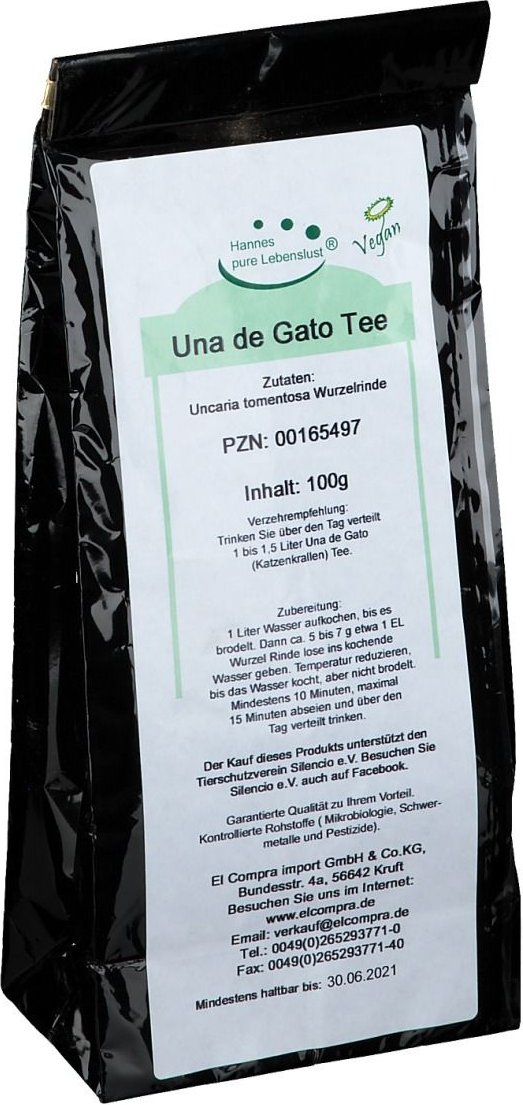 Hannes
pure Lebenslust®
Vegan
Una de Gato Tee
Zutaten:
Uncaria tomentosa Wurzelrinde
PZN: 00165497
Inhalt: 100g
Verzehrempfehlung:
Trinken Sie über den Tag verteilt
1 bis 1,5 Liter Una de Gato
(Katzenkrallen) Tee.
Zubereitung:
1 Liter Wasser aufkochen, bis es
brodelt. Dann ca. 5 bis 7 g etwa 1 EL
Wurzel Rinde lose ins kochende
Wasser geben. Temperatur reduzieren,
bis das Wasser kocht, aber nicht brodelt.
Mindestens 10 Minuten, maximal
15 Minuten abseien und über den
Tag verteilt trinken.
Der Kauf dieses Produkts unterstützt den
Tierschutzverein Silencio e.V. Besuchen Sie
Silencio e.V. auch auf Facebook.
Garantierte Qualität zu Ihrem Vorteil.
Kontrollierte Rohstoffe ( Mikrobiologie, Schwer-
metalle und Pestizide).
El Compra import GmbH & Co.KG,
Bundesstr. 4a, 56642 Kruft
Besuchen Sie uns im Internet:
www.elcompra.de
Email: verkauf@elcompra.de
Tel.: 0049(0)265293771-0
Fax: 0049(0)265293771-40
Mindestens haltbar bis: 30.06.2021